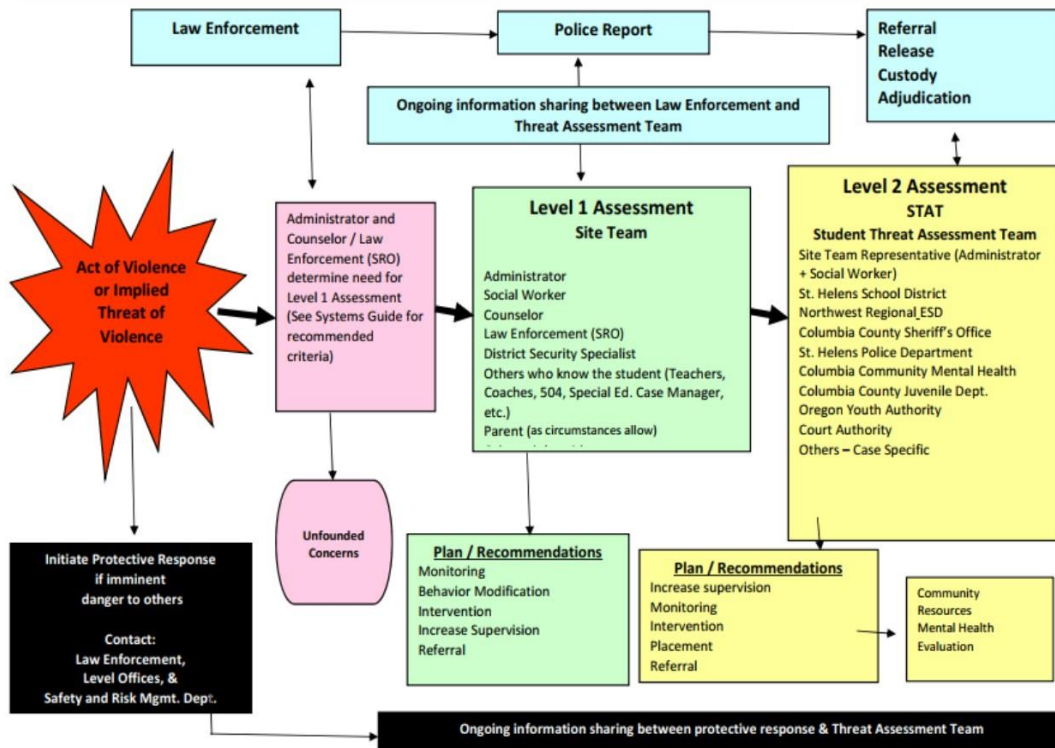 Law Enforcement
Police Report
Referral
Release
Custody
Adjudication
Ongoing information sharing between Law Enforcement and
Threat Assessment Team
Act of Violence
or Implied
Threat of
Violence
Administrator and
Counselor / Law
Enforcement (SRO)
determine need for
Level 1 Assessment
(See Systems Guide for
recommended
criteria)
Level 1 Assessment
Site Team
Administrator
Social Worker
Counselor
Law Enforcement (SRO)
District Security Specialist
Others who know the student (Teachers,
Coaches, 504, Special Ed. Case Manager,
etc.)
Parent (as circumstances allow)
Level 2 Assessment
STAT
Student Threat Assessment Team
Site Team Representative (Administrator
+ Social Worker)
St. Helens School District
Northwest Regional ESD
Columbia County Sheriff's Office
St. Helens Police Department
Columbia Community Mental Health
Columbia County Juvenile Dept.
Oregon Youth Authority
Court Authority
Others – Case Specific
Unfounded
Concerns
Initiate Protective Response
if imminent
danger to others
Contact:
Law Enforcement,
Level Offices, &
Safety and Risk Mgmt. Dept.
Plan / Recommendations
Monitoring
Behavior Modification
Intervention
Increase Supervision
Referral
Plan / Recommendations
Increase supervision
Monitoring
Intervention
Placement
Referral
Community
Resources
Mental Health
Evaluation
Ongoing information sharing between protective response & Threat Assessment Team